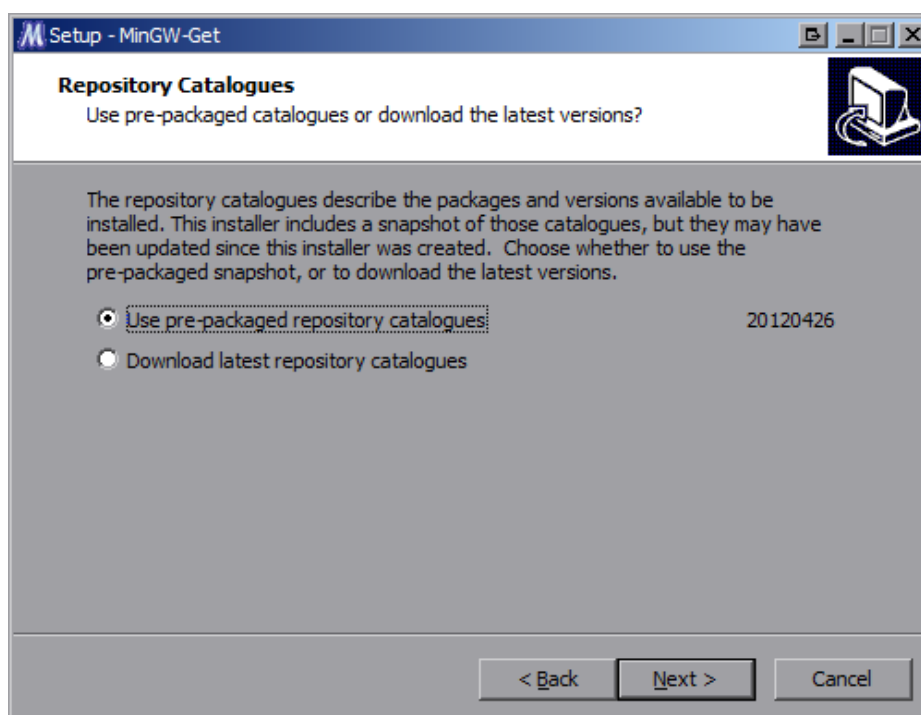 Setup - MinGW-Get
Repository Catalogues
Use pre-packaged catalogues or download the latest versions?
The repository catalogues describe the packages and versions available to be
installed. This installer includes a snapshot of those catalogues, but they may have
been updated since this installer was created.  Choose whether to use the
pre-packaged snapshot, or to download the latest versions.
Use pre-packaged repository catalogues 20120426
Download latest repository catalogues
< Back Next > Cancel